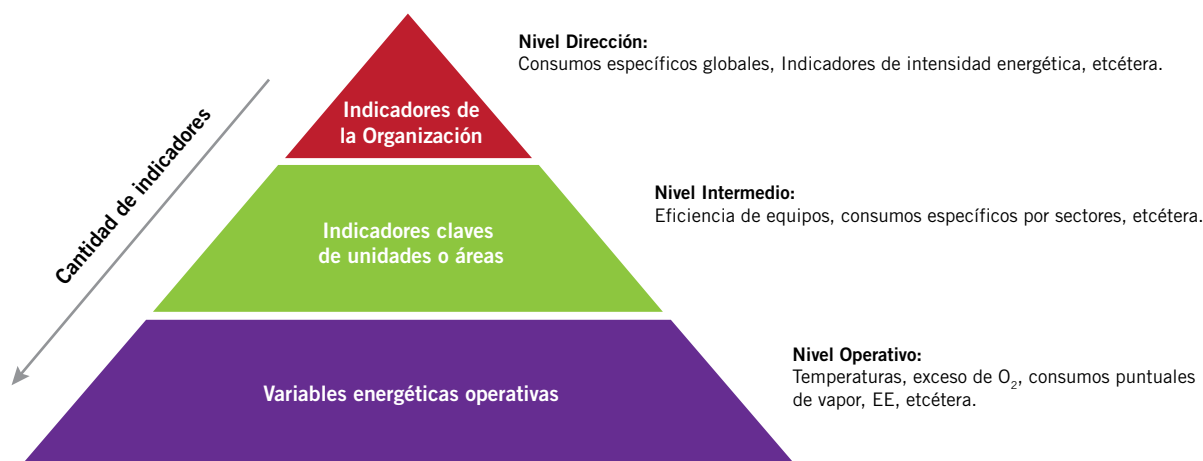 Nivel Dirección:
Consumos específicos globales, Indicadores de intensidad energética, etcétera.
Indicadores de
la Organización
Cantidad de indicadores
Nivel Intermedio:
Eficiencia de equipos, consumos específicos por sectores, etcétera.
Indicadores claves
de unidades o áreas
Nivel Operativo:
Temperaturas, exceso de O₂, consumos puntuales
de vapor, EE, etcétera.
Variables energéticas operativas